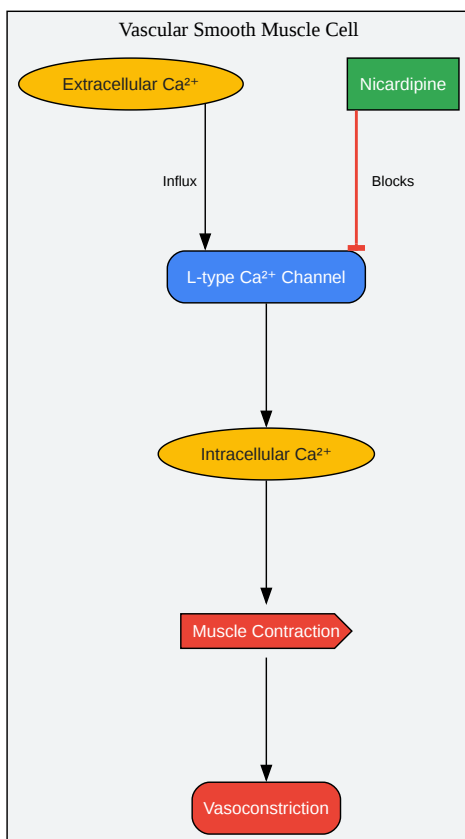 Vascular Smooth Muscle Cell
Extracellular Ca²⁺
Nicardipine
Influx
Blocks
L-type Ca²⁺ Channel
Intracellular Ca²⁺
Muscle Contraction
Vasoconstriction